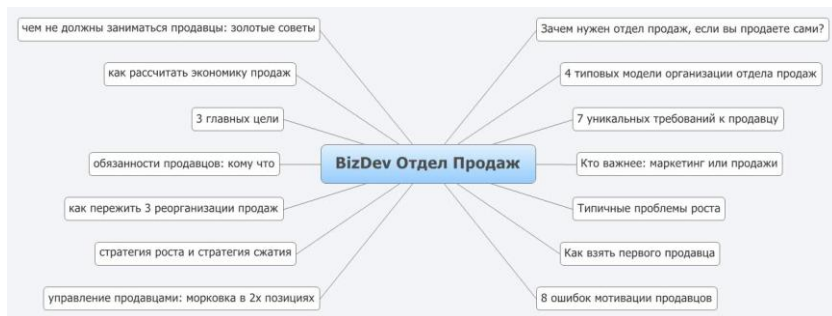 чем не должны заниматься продавцы: золотые советы
как рассчитать экономику продаж
3 главных цели
обязанности продавцов: кому что
как пережить 3 реорганизации продаж
стратегия роста и стратегия сжатия
управление продавцами: морковка в 2х позициях
BizDev Отдел Продаж
Зачем нужен отдел продаж, если вы продаете сами?
4 типовых модели организации отдела продаж
7 уникальных требований к продавцу
Кто важнее: маркетинг или продажи
Типичные проблемы роста
Как взять первого продавца
8 ошибок мотивации продавцов